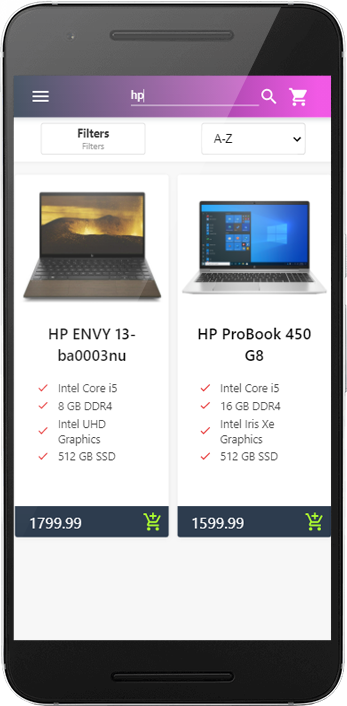 hp
Filters
Filters
A-Z
HP ENVY 13-
ba0003nu
Intel Core i5
8 GB DDR4
Intel UHD
Graphics
512 GB SSD
1799.99
HP ProBook 450
G8
Intel Core i5
16 GB DDR4
Intel Iris Xe
Graphics
512 GB SSD
1599.99